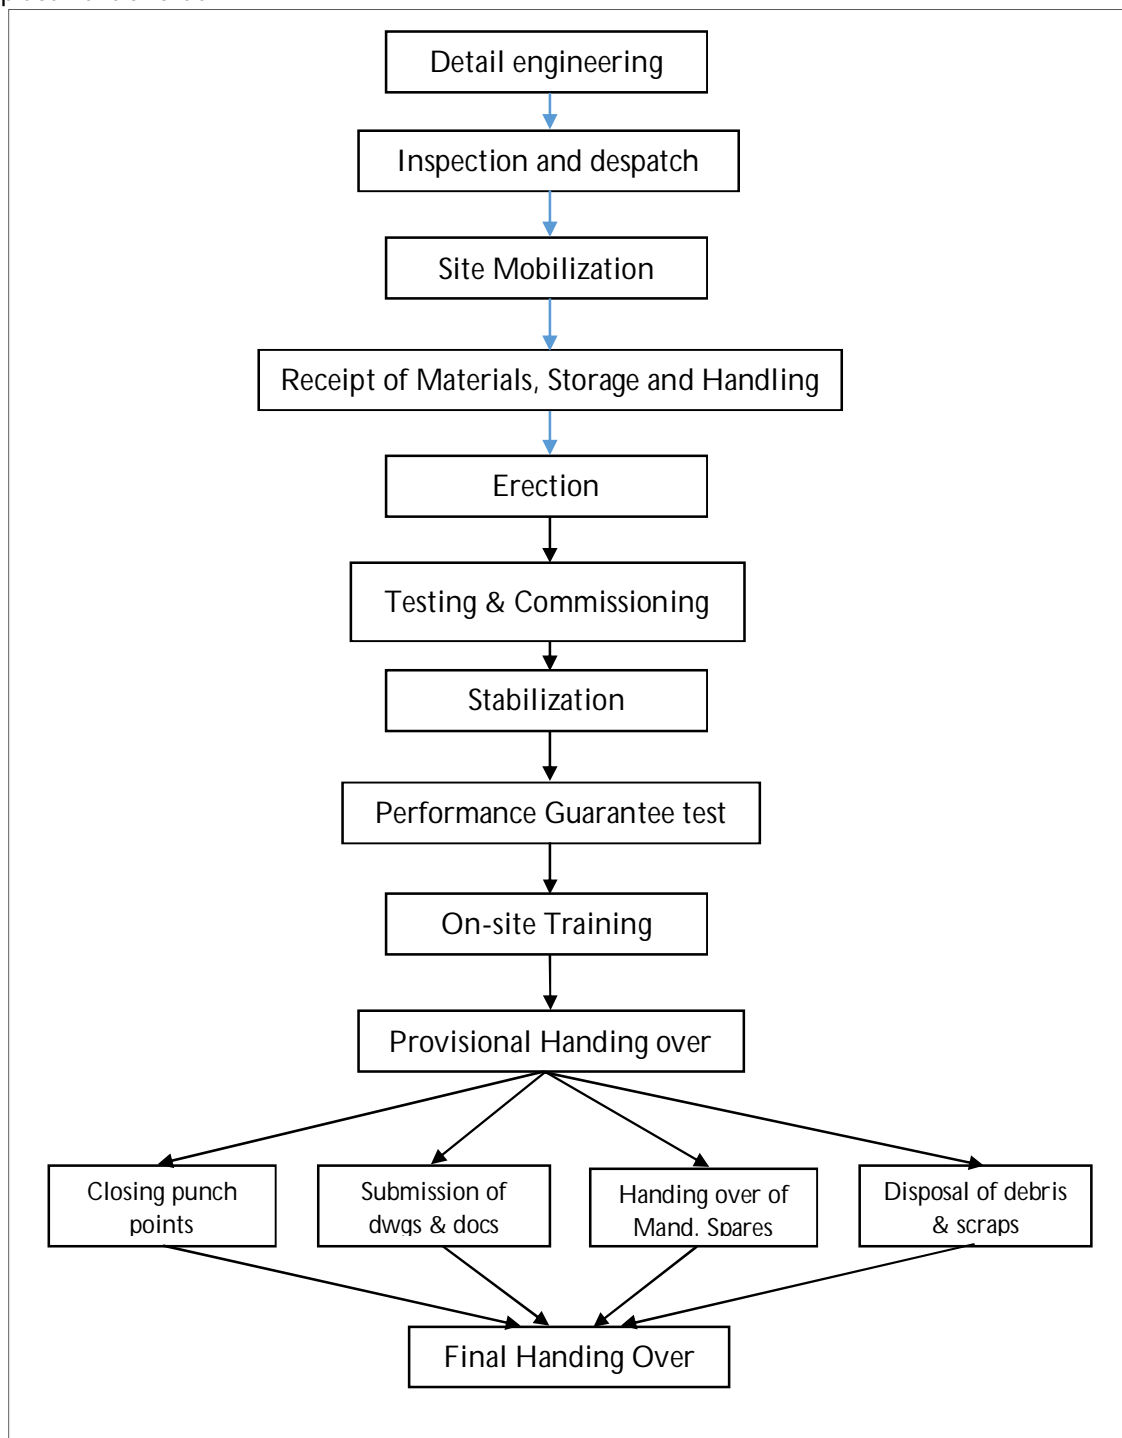 Detail engineering
Inspection and despatch
Site Mobilization
Receipt of Materials, Storage and Handling
Erection
Testing & Commissioning
Stabilization
Performance Guarantee test
On-site Training
Provisional Handing over
Closing punch
points
Submission of
dwgs & docs
Handing over of
Mand. Spares
Disposal of debris
& scraps
Final Handing Over